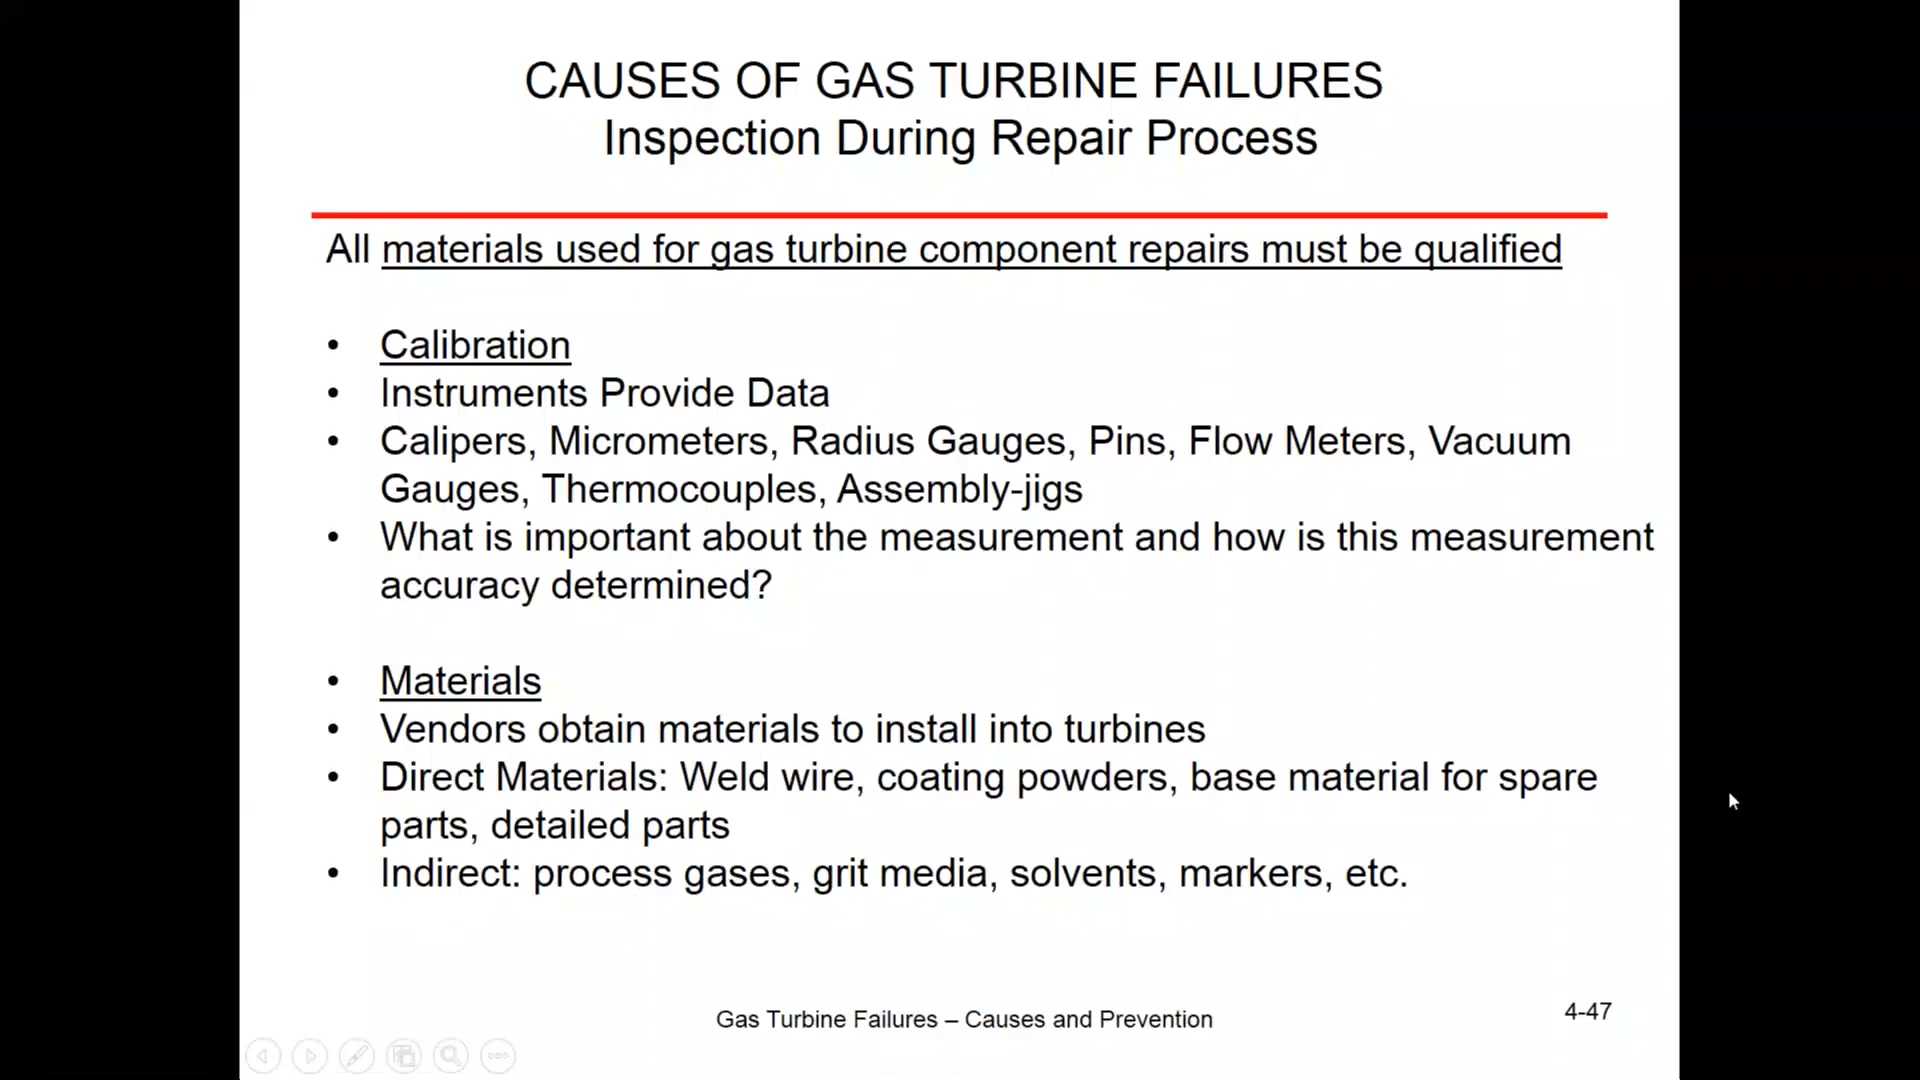 CAUSES OF GAS TURBINE FAILURES
Inspection During Repair Process
All materials used for gas turbine component repairs must be qualified
• Calibration
• Instruments Provide Data
• Calipers, Micrometers, Radius Gauges, Pins, Flow Meters, Vacuum
Gauges, Thermocouples, Assembly-jigs
• What is important about the measurement and how is this measurement
accuracy determined?
• Materials
• Vendors obtain materials to install into turbines
• Direct Materials: Weld wire, coating powders, base material for spare
parts, detailed parts
• Indirect: process gases, grit media, solvents, markers, etc.
Gas Turbine Failures – Causes and Prevention
4-47